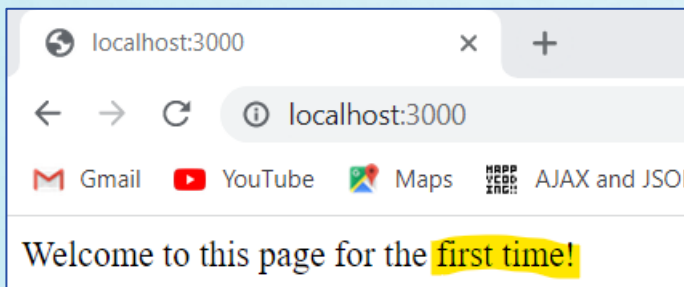 localhost:3000
localhost:3000
Gmail YouTube Maps AJAX and JSO
Welcome to this page for the first time!